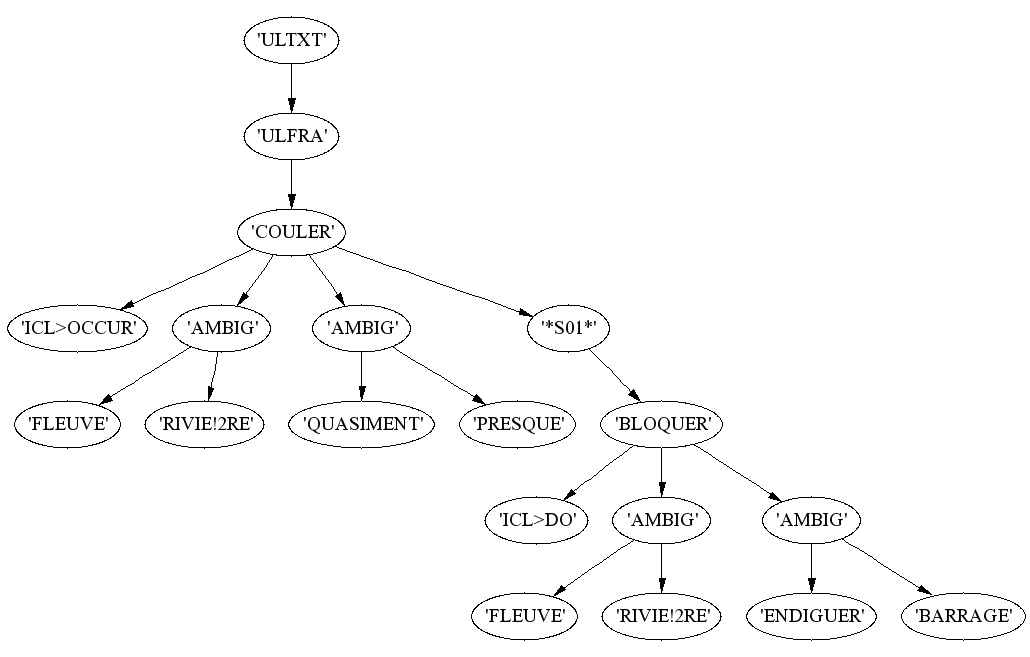 'ULTXT'
'ULFRA'
'COULER'
'ICL>OCCUR' 'AMBIG' 'AMBIG' '*S01*'
'FLEUVE' 'RIVIE!2RE' 'QUASIMENT' 'PRESQUE' 'BLOQUER'
'ICL>DO' 'AMBIG' 'AMBIG'
'FLEUVE' 'RIVIE!2RE' 'ENDIGUER' 'BARRAGE'